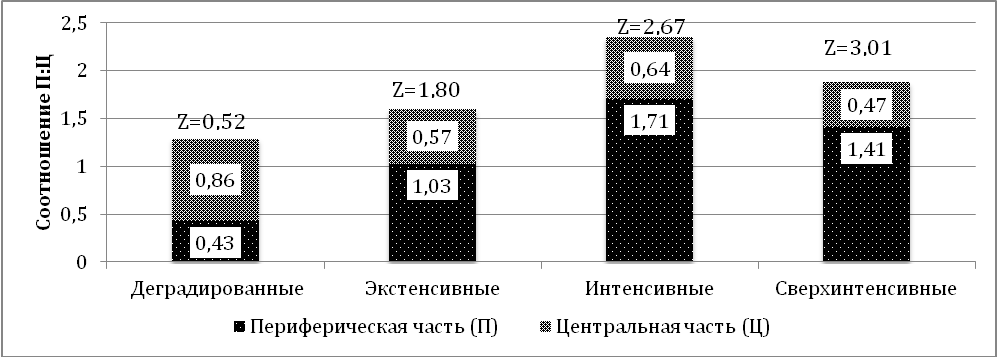 Соотношение П:Ц
2,5
2
1,5
1
0,5
0
Z=0,52
0,86
0,43
Z=1,80
0,57
1,03
Z=2,67
0,64
1,71
Z=3,01
0,47
1,41
Деградированные Экстенсивные Интенсивные Сверхинтенсивные
Периферическая часть (П) Центральная часть (Ц)